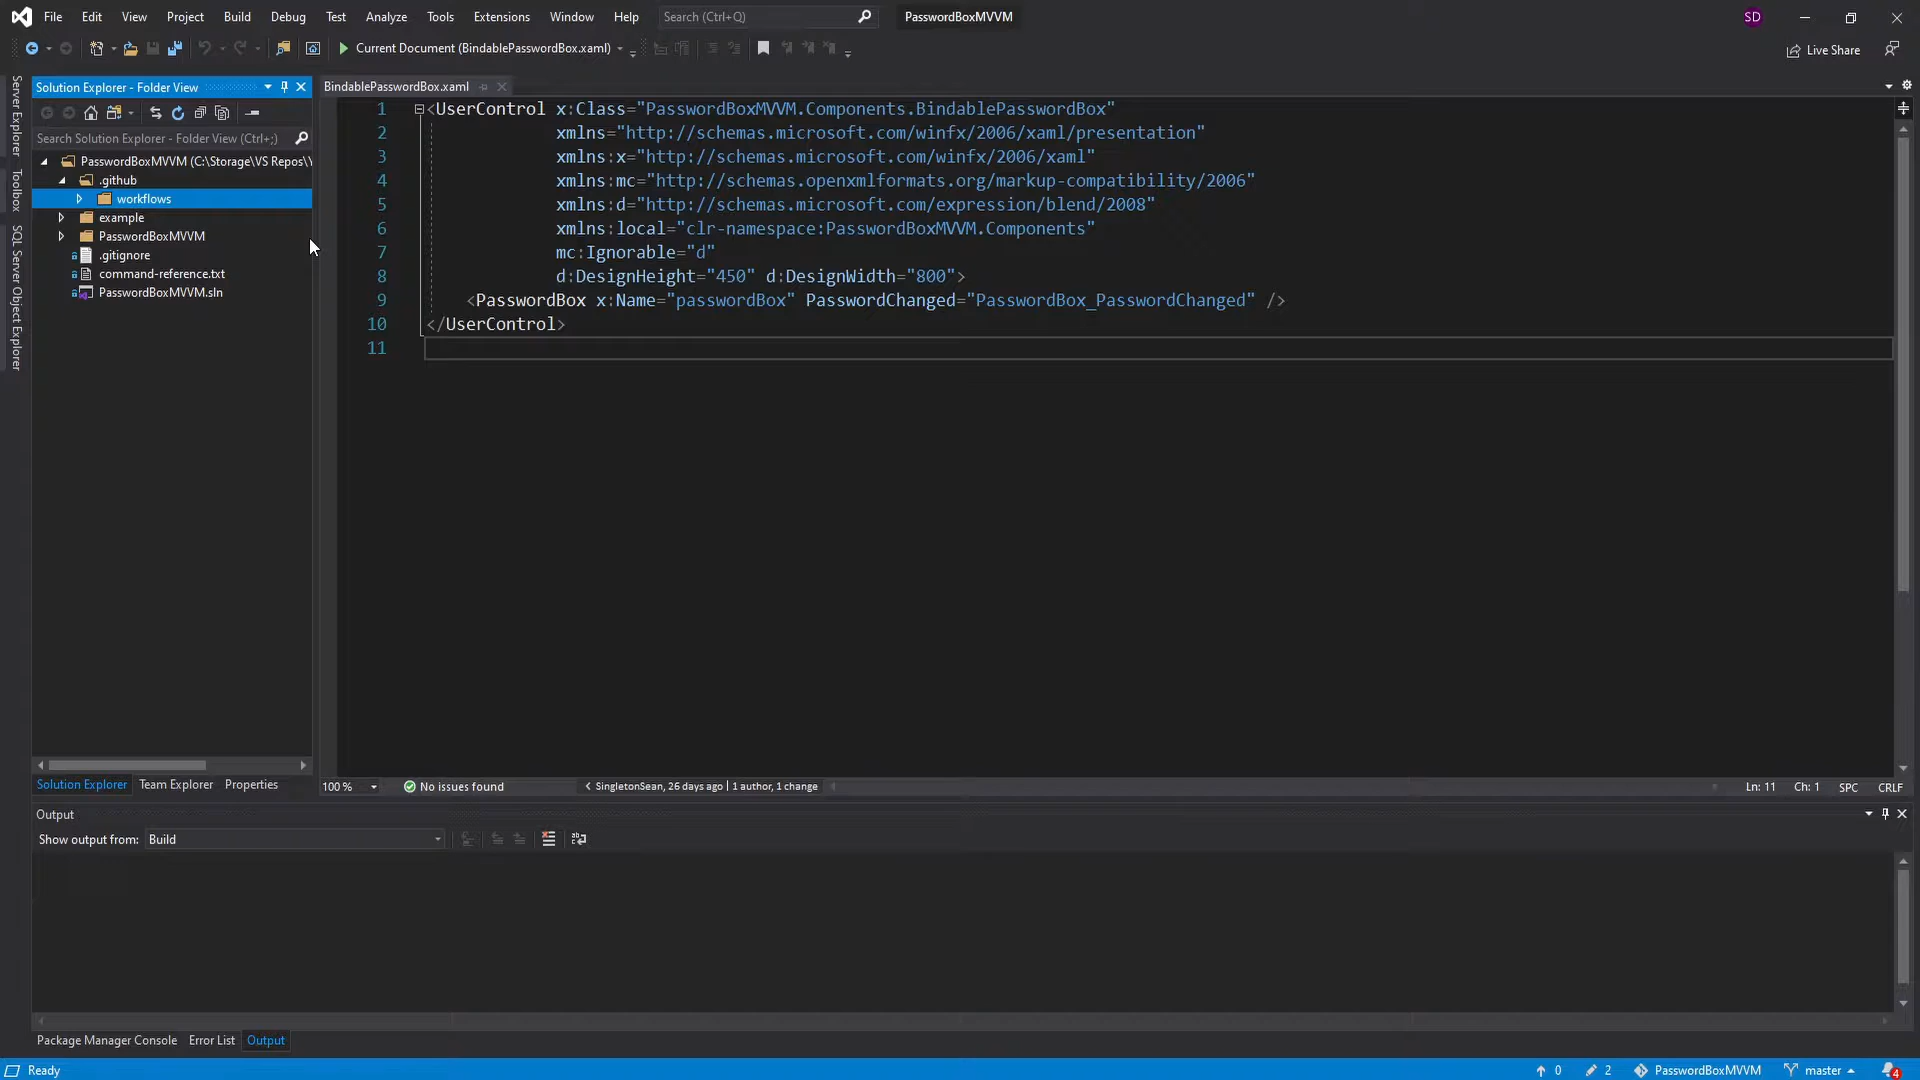 File Edit View Project Build Debug Test Analyze Tools Extensions Window Help Search (Ctrl+Q) PasswordBoxMVVM SD
Current Document (BindablePasswordBox.xaml) Live Share
Server Explorer
Toolbox
SQL Server Object Explorer
Solution Explorer - Folder View
Search Solution Explorer - Folder View (Ctrl+;)
PasswordBoxMVVM (C:\Storage\VS Repos\Y
.github
workflows
example
PasswordBoxMVVM
.gitignore
command-reference.txt
PasswordBoxMVVM.sln
Solution Explorer Team Explorer Properties
BindablePasswordBox.xaml
1 <UserControl x:Class="PasswordBoxMVVM.Components.BindablePasswordBox"
2 xmlns="http://schemas.microsoft.com/winfx/2006/xaml/presentation"
3 xmlns:x="http://schemas.microsoft.com/winfx/2006/xaml"
4 xmlns:mc="http://schemas.openxmlformats.org/markup-compatibility/2006"
5 xmlns:d="http://schemas.microsoft.com/expression/blend/2008"
6 xmlns:local="clr-namespace:PasswordBoxMVVM.Components"
7 mc:Ignorable="d"
8 d:DesignHeight="450" d:DesignWidth="800">
9 <PasswordBox x:Name="passwordBox" PasswordChanged="PasswordBox_PasswordChanged" />
10 </UserControl>
11
100 % No issues found SingletonSean, 26 days ago | 1 author, 1 change Ln: 11 Ch: 1 SPC CRLF
Output
Show output from: Build
Package Manager Console Error List Output
Ready 0 2 PasswordBoxMVVM master 4